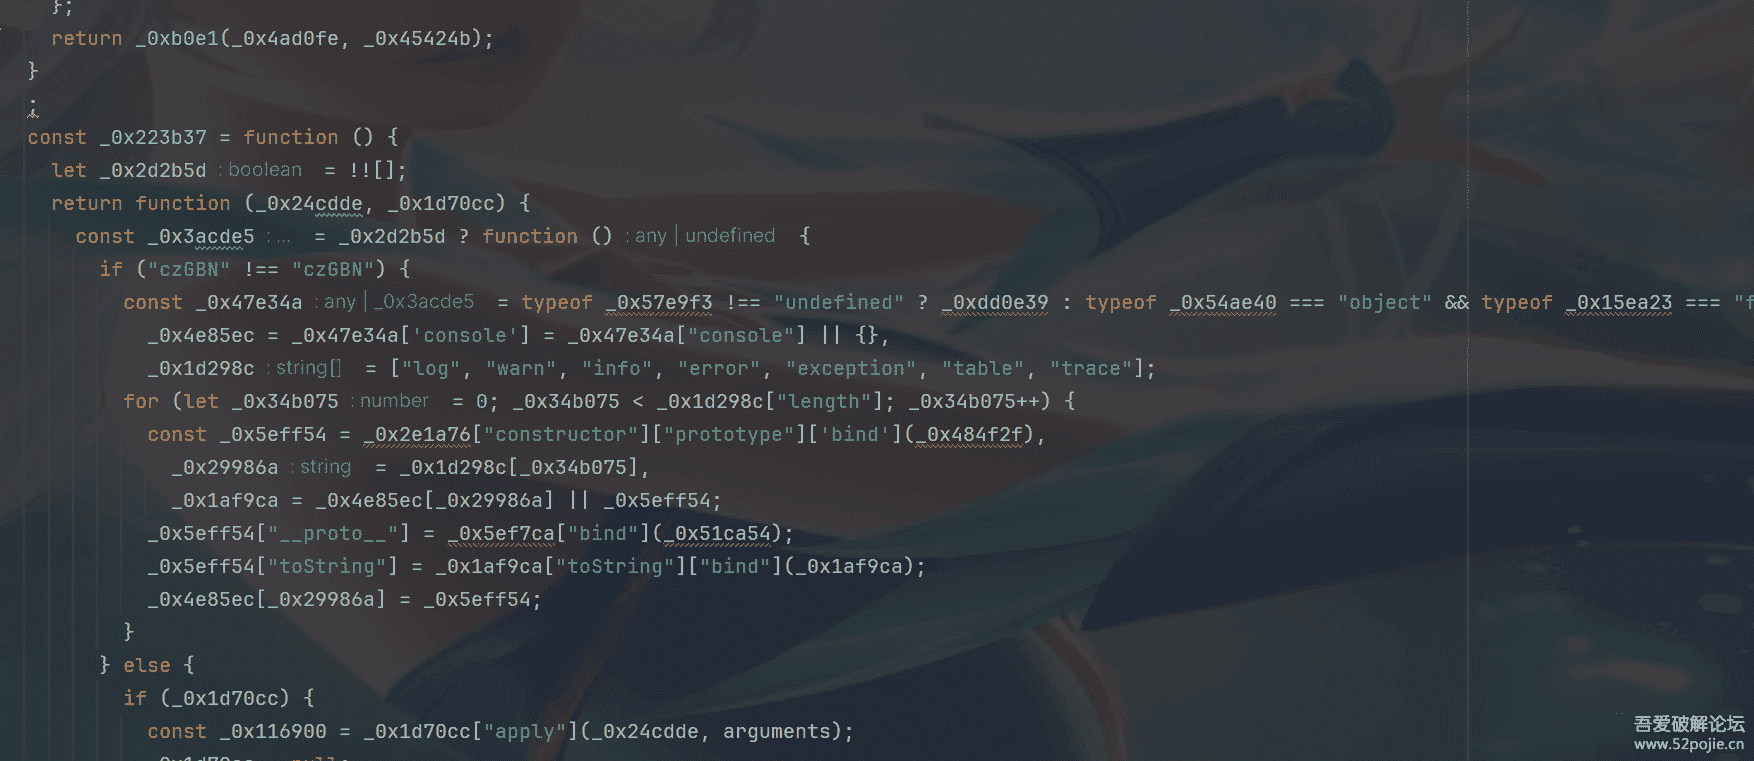 };
return _0xb0e1(_0x4ad0fe, _0x45424b);
}
;
const _0x223b37 = function () {
let _0x2d2b5d : boolean = !![];
return function (_0x24cdde, _0x1d70cc) {
const _0x3acde5 : ... = _0x2d2b5d ? function () : any | undefined {
if ("czGBN" !== "czGBN") {
const _0x47e34a : any | _0x3acde5 = typeof _0x57e9f3 !== "undefined" ? _0xdd0e39 : typeof _0x54ae40 === "object" && typeof _0x15ea23 === "f
_0x4e85ec = _0x47e34a['console'] = _0x47e34a["console"] || {},
_0x1d298c : string[] = ["log", "warn", "info", "error", "exception", "table", "trace"];
for (let _0x34b075 : number = 0; _0x34b075 < _0x1d298c["length"]; _0x34b075++) {
const _0x5eff54 = _0x2e1a76["constructor"]["prototype"]['bind'](_0x484f2f),
_0x29986a : string = _0x1d298c[_0x34b075],
_0x1af9ca = _0x4e85ec[_0x29986a] || _0x5eff54;
_0x5eff54["__proto__"] = _0x5ef7ca["bind"](_0x51ca54);
_0x5eff54["toString"] = _0x1af9ca["toString"]["bind"](_0x1af9ca);
_0x4e85ec[_0x29986a] = _0x5eff54;
}
} else {
if (_0x1d70cc) {
const _0x116900 = _0x1d70cc["apply"](_0x24cdde, arguments);
吾爱破解论坛
www.52pojie.cn